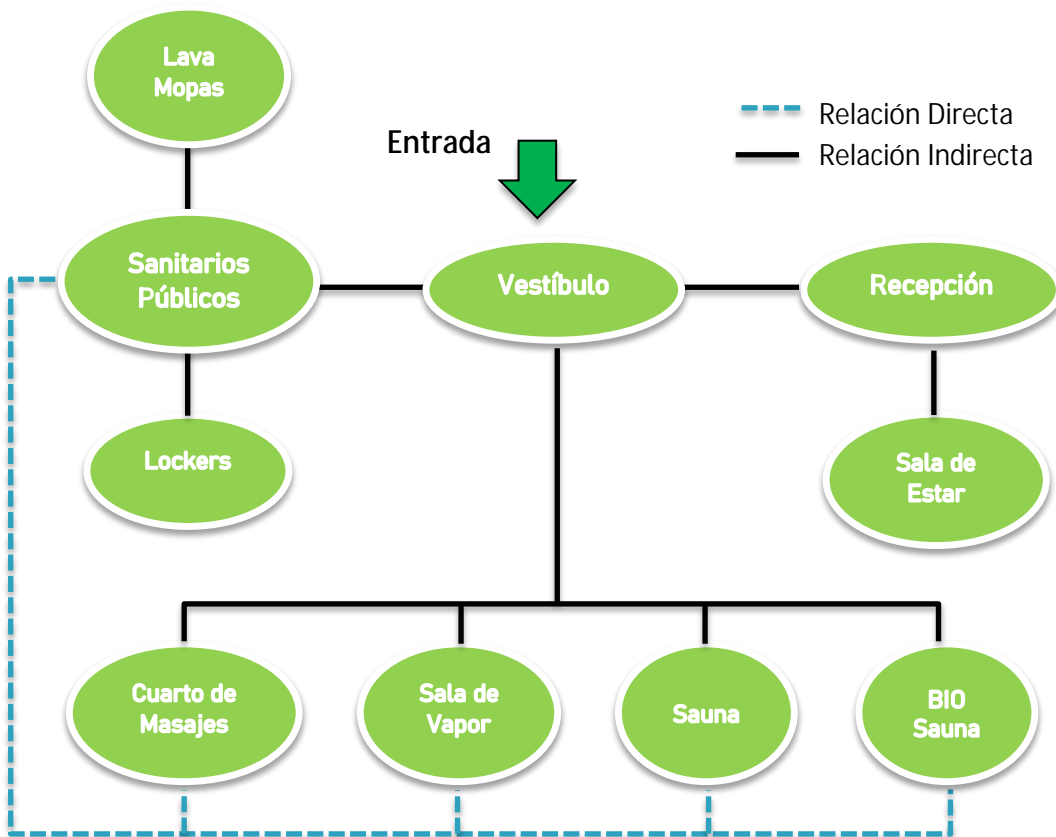 Lava
Mopas
Entrada
Relación Directa
Relación Indirecta
Sanitarios
Públicos
Vestíbulo
Recepción
Lockers
Sala de
Estar
Cuarto de
Masajes
Sala de
Vapor
Sauna
BIO
Sauna